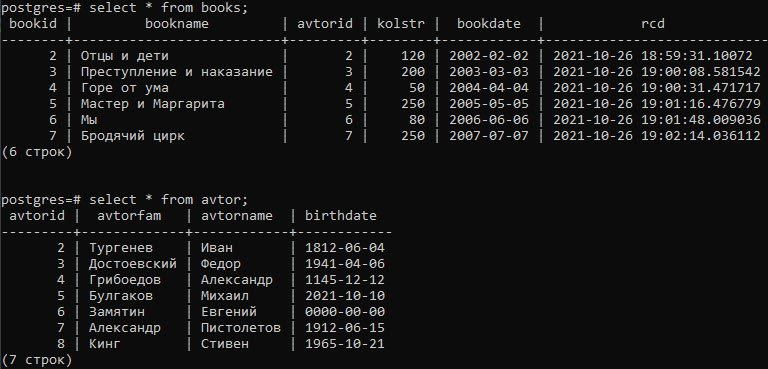 postgres=# select * from books;
bookid | bookname | avtorid | kolstr | bookdate | rcd
--------+------------------------+---------+--------+------------+----------------------------
2 | Отцы и дети | 2 | 120 | 2002-02-02 | 2021-10-26 18:59:31.10072
3 | Преступление и наказание | 3 | 200 | 2003-03-03 | 2021-10-26 19:00:08.581542
4 | Горе от ума | 4 | 50 | 2004-04-04 | 2021-10-26 19:00:31.471717
5 | Мастер и Маргарита | 5 | 250 | 2005-05-05 | 2021-10-26 19:01:16.476779
6 | Мы | 6 | 80 | 2006-06-06 | 2021-10-26 19:01:48.009036
7 | Бродячий цирк | 7 | 250 | 2007-07-07 | 2021-10-26 19:02:14.036112
(6 строк)
postgres=# select * from avtor;
avtorid | avtorfam | avtorname | birthdate
---------+-------------+------------+------------
2 | Тургенев | Иван | 1812-06-04
3 | Достоевский | Федор | 1941-04-06
4 | Грибоедов | Александр | 1145-12-12
5 | Булгаков | Михаил | 2021-10-10
6 | Замятин | Евгений | 0000-00-00
7 | Александр | Пистолетов | 1912-06-15
8 | Кинг | Стивен | 1965-10-21
(7 строк)